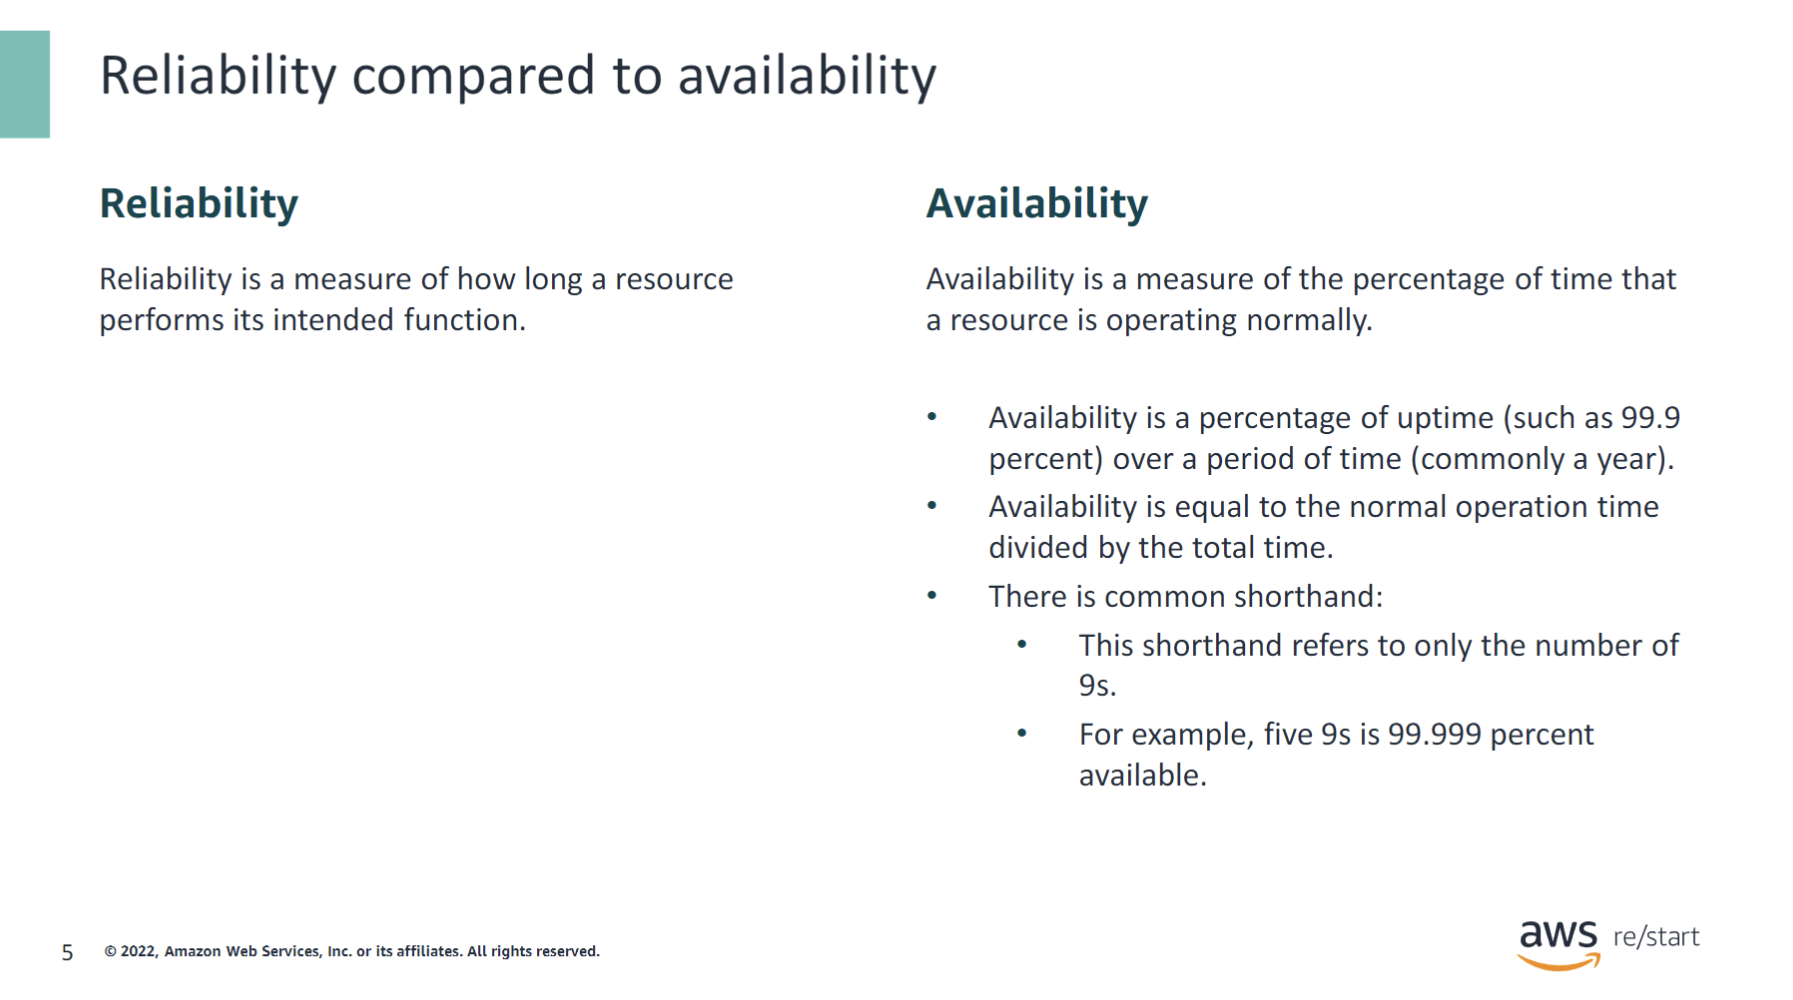 Reliability compared to availability
Reliability
Reliability is a measure of how long a resource
performs its intended function.
Availability
Availability is a measure of the percentage of time that
a resource is operating normally.
• Availability is a percentage of uptime (such as 99.9
percent) over a period of time (commonly a year).
• Availability is equal to the normal operation time
divided by the total time.
• There is common shorthand:
• This shorthand refers to only the number of
9s.
• For example, five 9s is 99.999 percent
available.
5 © 2022, Amazon Web Services, Inc. or its affiliates. All rights reserved.
aws re/start